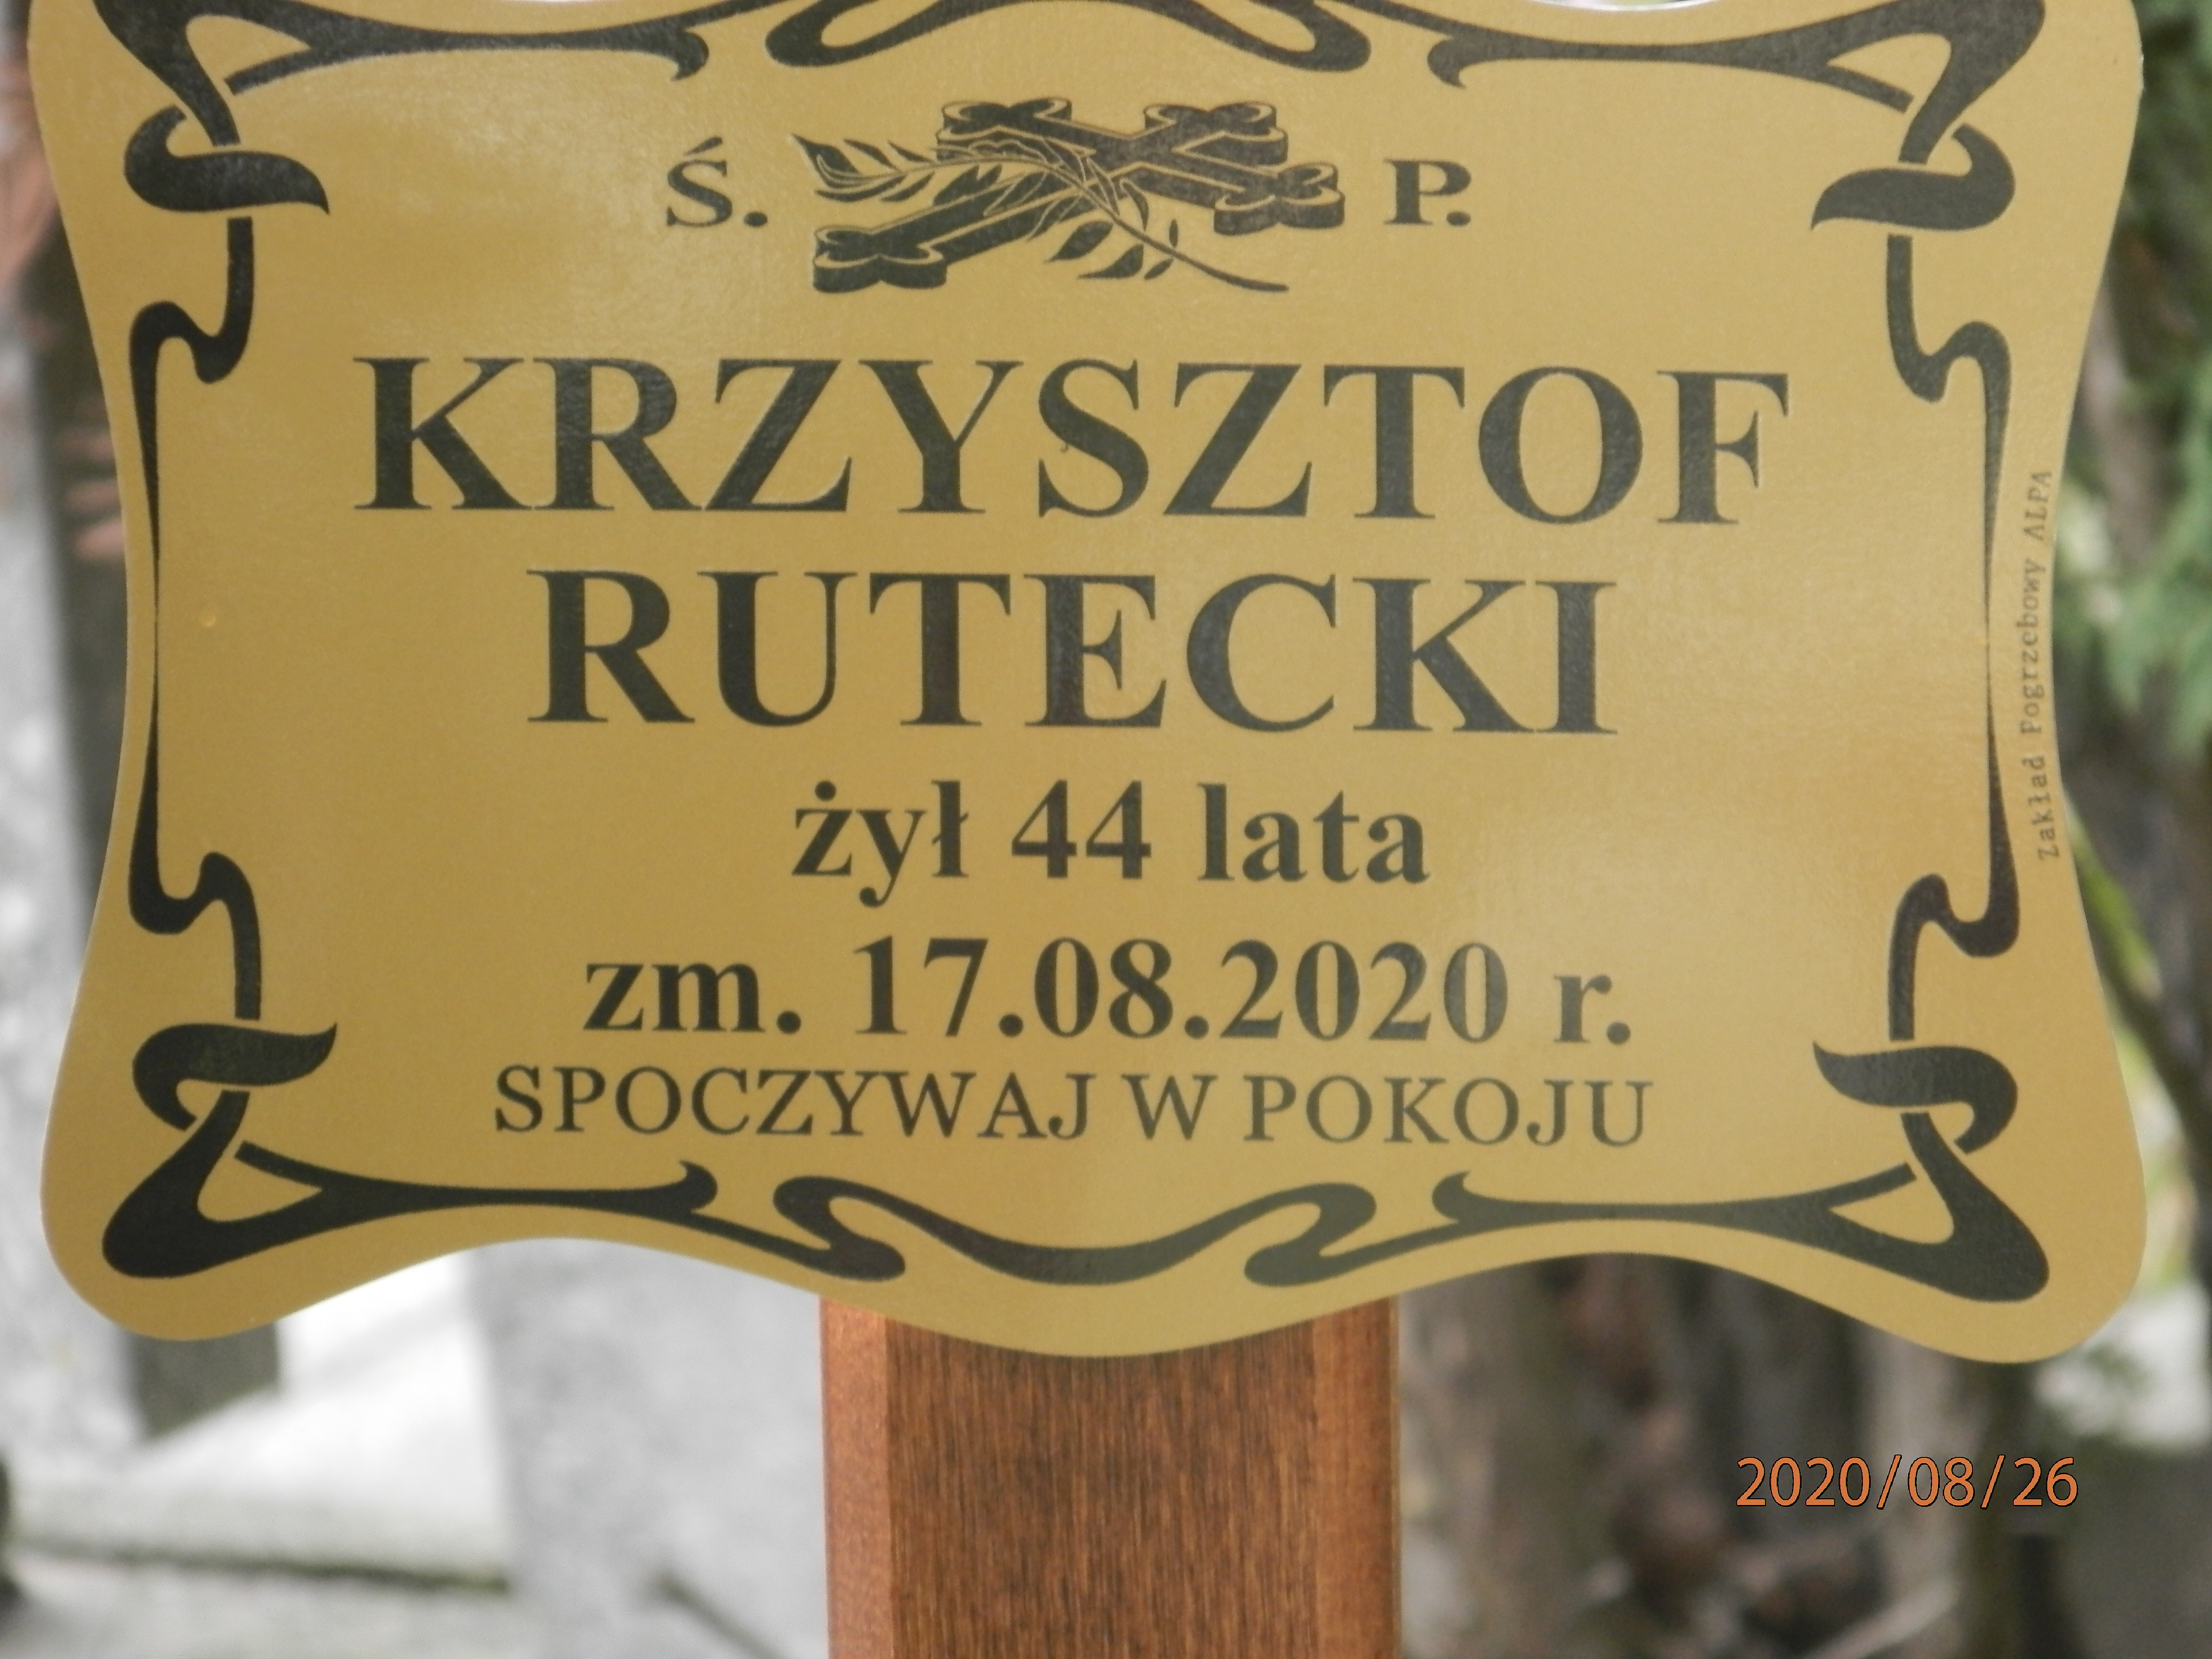 Ś. P.
KRZYSZTOF
RUTECKI
żył 44 lata
zm. 17.08.2020 r.
SPOCZYWAJ W POKOJU
Zakład Pogrzebowy ALPA
2020/08/26